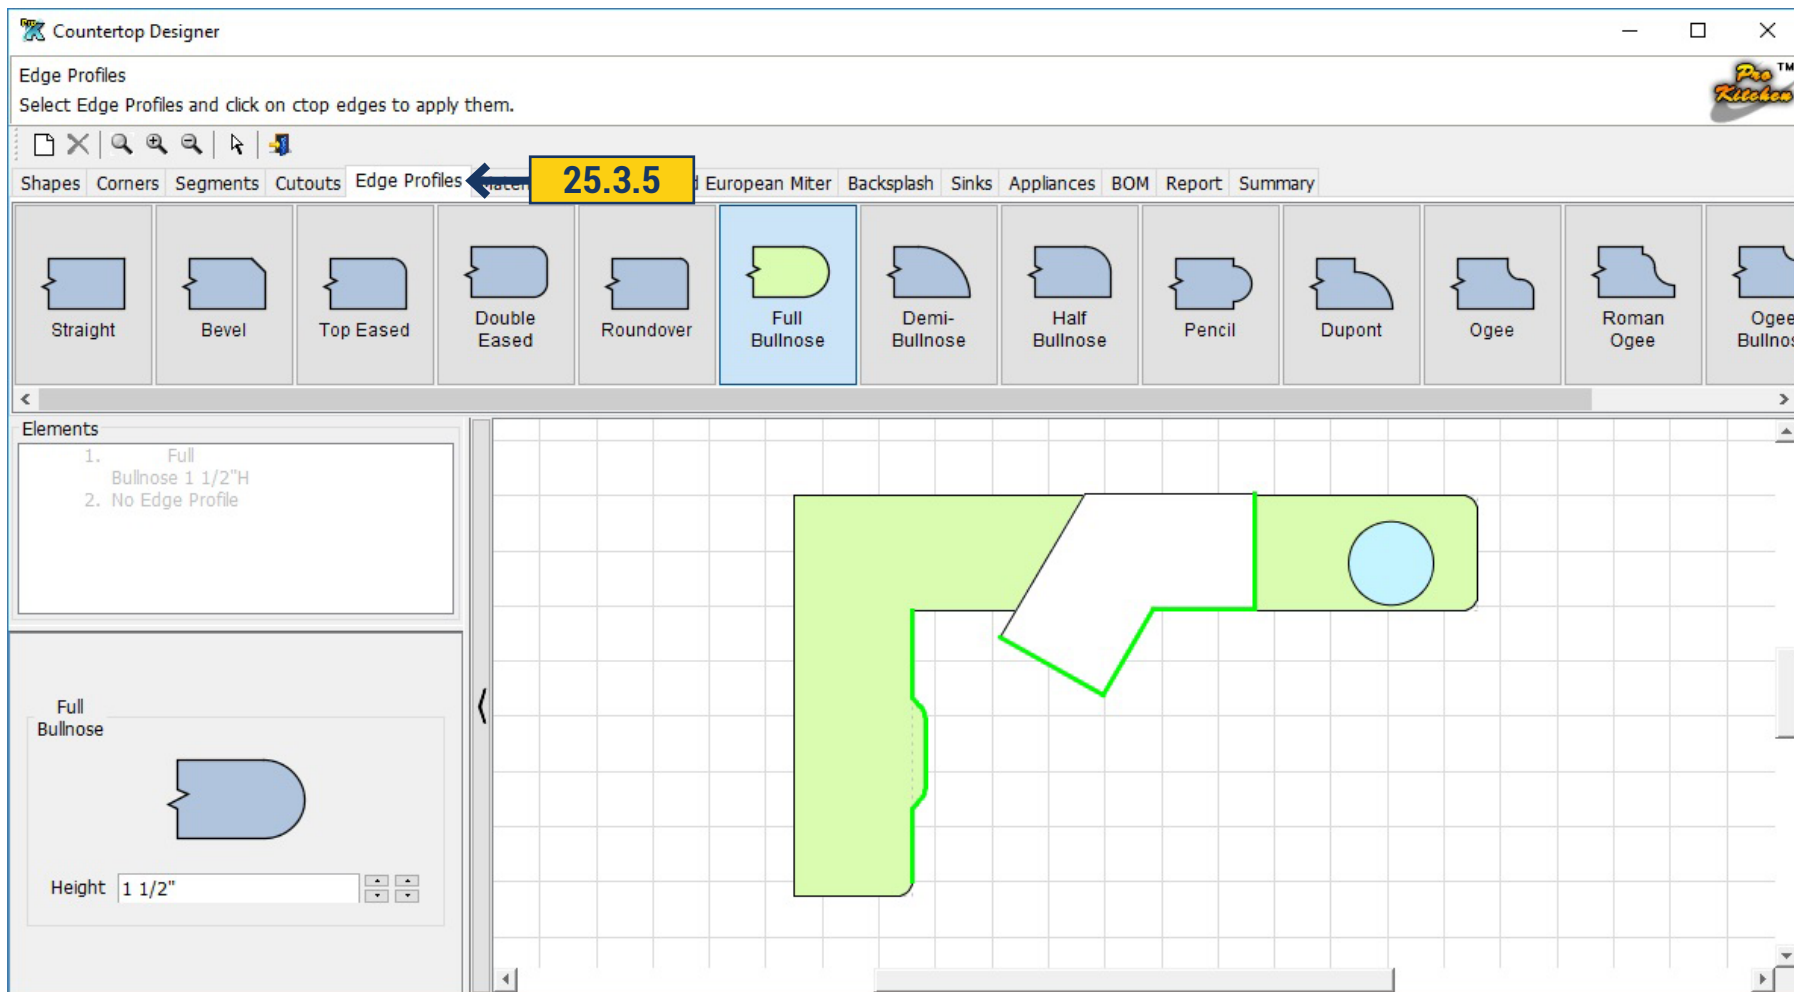 Countertop Designer
Edge Profiles
Pro TM
Kitchen
Select Edge Profiles and click on ctop edges to apply them.
Shapes Corners Segments Cutouts Edge Profiles 25.3.5 European Miter Backsplash Sinks Appliances BOM Report Summary
Straight
Bevel
Top Eased
Double
Eased
Roundover
Full
Bullnose
Demi-
Bullnose
Half
Bullnose
Pencil
Dupont
Ogee
Roman
Ogee
Ogee
Elements
1. Full
Bullnose 1 1/2"H
2. No Edge Profile
Full
Bullnose
Height 1 1/2"